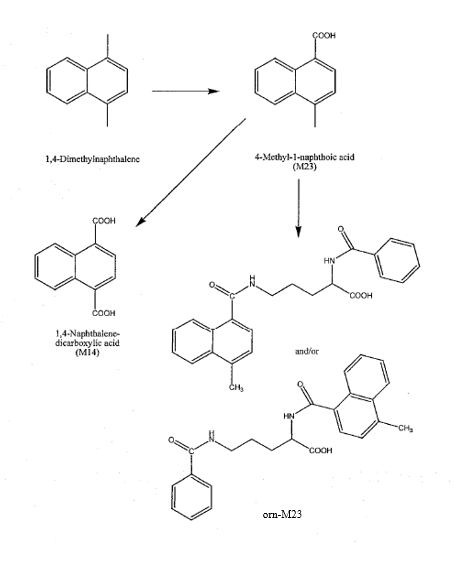 COOH
1,4-Dimethylnaphthalene
4-Methyl-1-naphthoic acid
(M23)
COOH
COOH
1,4-Naphthalene-
dicarboxylic acid
(M14)
O
HN
O
H
N
C
COOH
CH3
and/or
O
HN
O
H
N
C
COOH
CH3
orn-M23